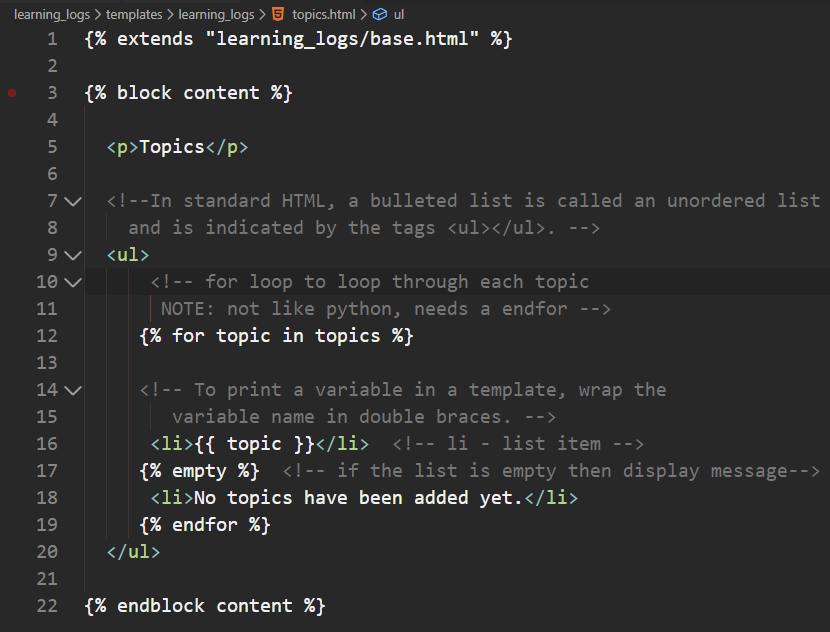 learning_logs > templates > learning_logs > topics.html > ul
1 {% extends "learning_logs/base.html" %}
2
3 {% block content %}
4
5 <p>Topics</p>
6
7 <!--In standard HTML, a bulleted list is called an unordered list
8 and is indicated by the tags <ul></ul>. -->
9 <ul>
10 <!-- for loop to loop through each topic
11 NOTE: not like python, needs a endfor -->
12 {% for topic in topics %}
13
14 <!-- To print a variable in a template, wrap the
15 variable name in double braces. -->
16 <li>{{ topic }}</li> <!-- li - list item -->
17 {% empty %} <!-- if the list is empty then display message-->
18 <li>No topics have been added yet.</li>
19 {% endfor %}
20 </ul>
21
22 {% endblock content %}